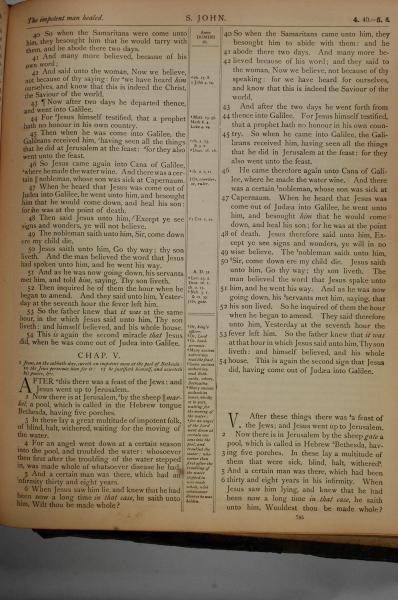 The impotent man healed.
S. JOHN.
4. 40.—5. 6.
40 So when the Samaritans were come unto
him, they besought him that he would tarry with
them: and he abode there two days.
41 And many more believed, because of his
own word;
42 And said unto the woman, Now we believe,
not because of thy saying: for we have heard him
ourselves, and know that this is indeed the Christ,
the Saviour of the world.
43 ¶ Now after two days he departed thence,
and went into Galilee.
44 For Jesus himself testified, that a prophet
hath no honour in his own country.
45 Then when he was come into Galilee, the
Galilæans received him, having seen all the things
that he did at Jerusalem at the feast: for they also
went unto the feast.
46 So Jesus came again into Cana of Galilee,
where he made the water wine. And there was a cer-
tain ‖ nobleman, whose son was sick at Capernaum
47 When he heard that Jesus was come out of
Judæa into Galilee, he went unto him, and besought
him that he would come down, and heal his son:
for he was at the point of death.
48 Then said Jesus unto him, Except ye see
signs and wonders, ye will not believe.
49 The nobleman saith unto him, Sir, come down
ere my child die.
50 Jesus saith unto him, Go thy way; thy son
liveth. And the man believed the word that Jesus
had spoken unto him, and he went his way.
51 And as he was now going down, his servants
met him, and told him, saying, Thy son liveth.
52 Then inquired he of them the hour when he
began to amend. And they said unto him, Yester-
day at the seventh hour the fever left him.
53 So the father knew that it was at the same
hour, in the which Jesus said unto him, Thy son
liveth: and himself believed, and his whole house.
54 This is again the second miracle that Jesus
did, when he was come out of Judæa into Galilee.
CHAP. V.
AFTER this there was a feast of the Jews: and
Jesus went up to Jerusalem.
2 Now there is at Jerusalem, by the sheep ‖ mar-
ket, a pool, which is called in the Hebrew tongue
Bethesda, having five porches.
3 In these lay a great multitude of impotent folk,
of blind, halt, withered, waiting for the moving of
the water.
4 For an angel went down at a certain season
into the pool, and troubled the water: whosoever
then first after the troubling of the water stepped
in, was made whole of whatsoever disease he had.
5 And a certain man was there, which had an
infirmity thirty and eight years.
6 When Jesus saw him lie, and knew that he had
been now a long time in that case, he saith unto
him, Wilt thou be made whole?
Anno
DOMINI
40 So when the Samaritans came unto him, they
besought him to abide with them: and he
41 abode there two days. And many more be-
42 lieved because of his word; and they said to
the woman, Now we believe, not because of thy
speaking: for we have heard for ourselves,
and know that this is indeed the Saviour of the
world.
43 And after the two days he went forth from
44 thence into Galilee. For Jesus himself testified,
that a prophet hath no honour in his own coun-
45 try. So when he came into Galilee, the Gali-
læans received him, having seen all the things
that he did in Jerusalem at the feast: for they
also went unto the feast.
46 He came therefore again unto Cana of Gali-
lee, where he made the water wine. And there
was a certain nobleman, whose son was sick at
47 Capernaum. When he heard that Jesus was
come out of Judæa into Galilee, he went unto
him, and besought him that he would come
down, and heal his son; for he was at the point
48 of death. Jesus therefore said unto him, Ex-
cept ye see signs and wonders, ye will in no
49 wise believe. The nobleman saith unto him,
50 Sir, come down ere my child die. Jesus saith
unto him, Go thy way; thy son liveth. The
man believed the word that Jesus spake unto
51 him, and he went his way. And as he was now
going down, his servants met him, saying, that
52 his son lived. So he inquired of them the hour
when he began to amend. They said therefore
unto him, Yesterday at the seventh hour the
53 fever left him. So the father knew that it was
at that hour in which Jesus said unto him, Thy son
liveth: and himself believed, and his whole
54 house. This is again the second sign that Jesus
did, having come out of Judæa into Galilee.
V. After these things there was a feast of
the Jews; and Jesus went up to Jerusalem.
2 Now there is in Jerusalem by the sheep gate a
pool, which is called in Hebrew Bethesda, hav-
3 ing five porches. In these lay a multitude of
them that were sick, blind, halt, withered.
5 And a certain man was there, which had been
6 thirty and eight years in his infirmity. When
Jesus saw him lying, and knew that he had
been now a long time in that case, he saith
unto him, Wouldest thou be made whole?